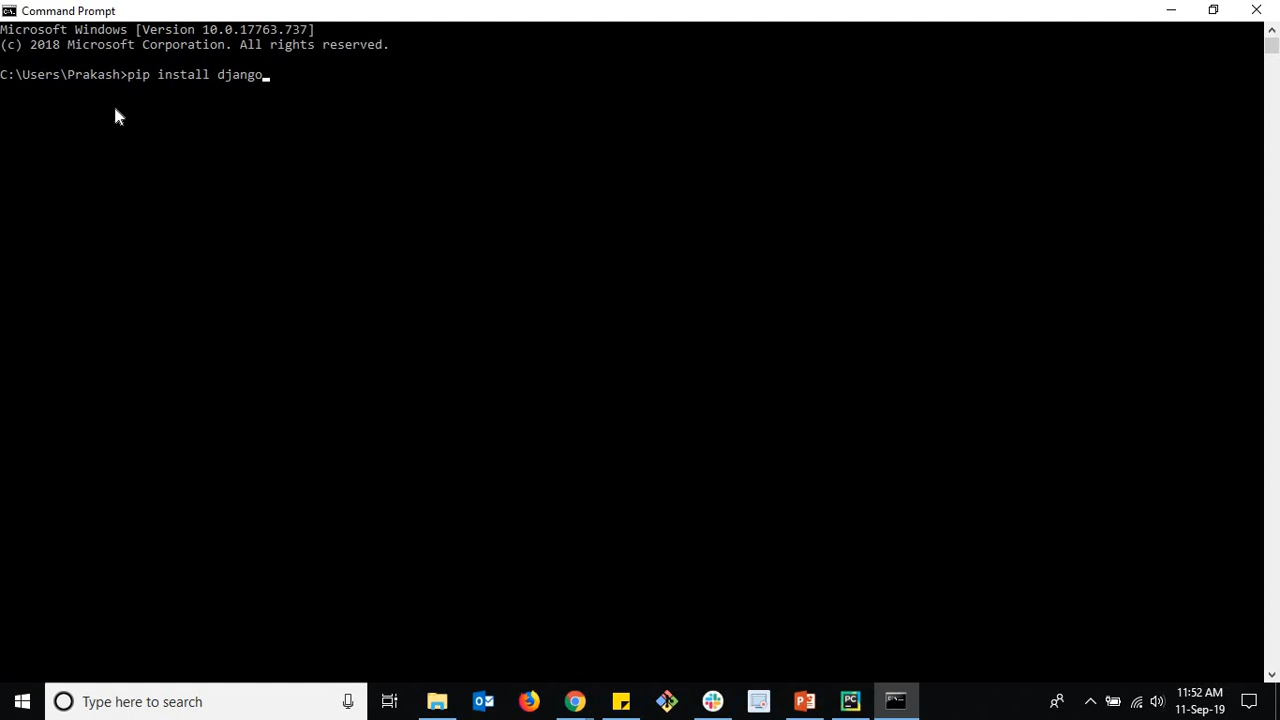 Command Prompt
Microsoft Windows [Version 10.0.17763.737]
(c) 2018 Microsoft Corporation. All rights reserved.
C:\Users\Prakash>pip install django_
Type here to search
11:52 AM
11-Sep-19